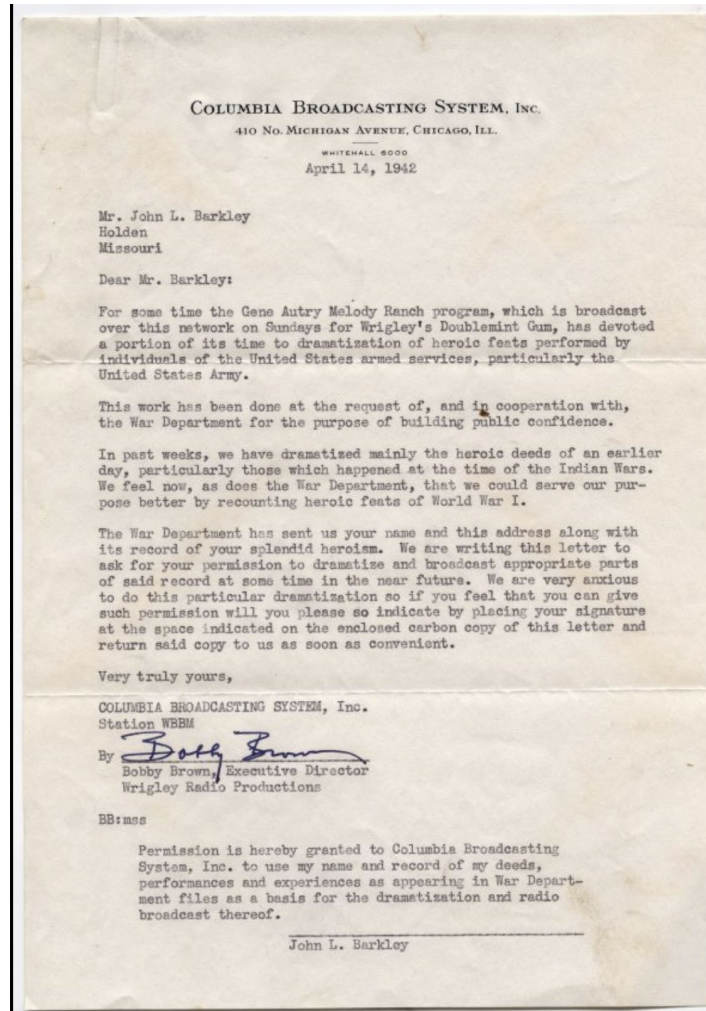 COLUMBIA BROADCASTING SYSTEM, INC.
410 NO. MICHIGAN AVENUE, CHICAGO, ILL.
WHITEHALL 6000
April 14, 1942
Mr. John L. Barkley
Holden
Missouri
Dear Mr. Barkley:
For some time the Gene Autry Melody Ranch program, which is broadcast
over this network on Sundays for Wrigley's Doublemint Gum, has devoted
a portion of its time to dramatization of heroic feats performed by
individuals of the United States armed services, particularly the
United States Army.
This work has been done at the request of, and in cooperation with,
the War Department for the purpose of building public confidence.
In past weeks, we have dramatized mainly the heroic deeds of an earlier
day, particularly those which happened at the time of the Indian Wars.
We feel now, as does the War Department, that we could serve our pur-
pose better by recounting heroic feats of World War I.
The War Department has sent us your name and this address along with
its record of your splendid heroism. We are writing this letter to
ask for your permission to dramatize and broadcast appropriate parts
of said record at some time in the near future. We are very anxious
to do this particular dramatization so if you feel that you can give
such permission will you please so indicate by placing your signature
at the space indicated on the enclosed carbon copy of this letter and
return said copy to us as soon as convenient.
Very truly yours,
COLUMBIA BROADCASTING SYSTEM, Inc.
Station WBBM
By Bobby Brown
Bobby Brown, Executive Director
Wrigley Radio Productions
BB:mss
Permission is hereby granted to Columbia Broadcasting
System, Inc. to use my name and record of my deeds,
performances and experiences as appearing in War Depart-
ment files as a basis for the dramatization and radio
broadcast thereof.
John L. Barkley